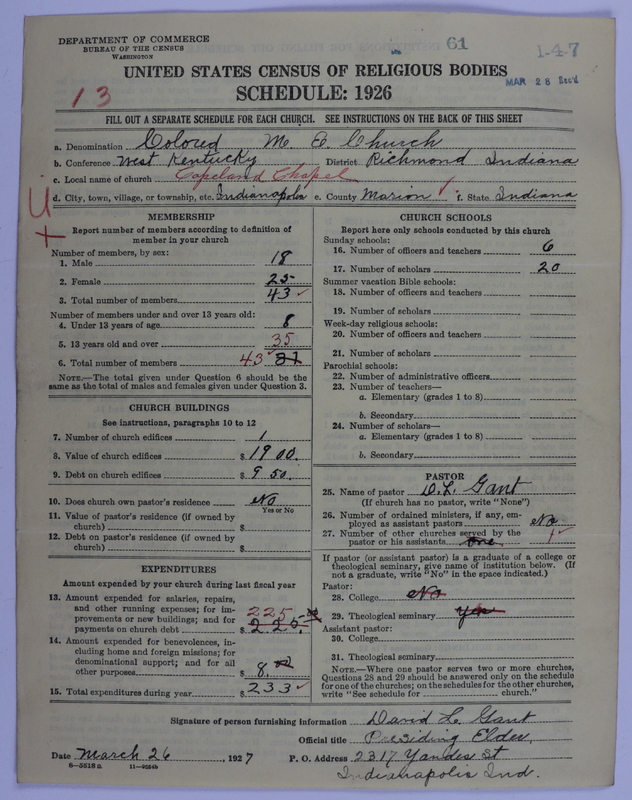 DEPARTMENT OF COMMERCE
BUREAU OF THE CENSUS
WASHINGTON
61
1-4-7
MAR 28 Rec'd
13
UNITED STATES CENSUS OF RELIGIOUS BODIES
SCHEDULE: 1926
FILL OUT A SEPARATE SCHEDULE FOR EACH CHURCH. SEE INSTRUCTIONS ON THE BACK OF THIS SHEET
a. Denomination Colored M. E. Church
b. Conference West Kentucky District Richmond Indiana
c. Local name of church Copeland Chapel
d. City, town, village, or township, etc. Indianapolis e. County Marion f. State Indiana
MEMBERSHIP
Report number of members according to definition of member in your church
Number of members, by sex:
1. Male 18
2. Female 25
3. Total number of members 43
Number of members under and over 13 years old:
4. Under 13 years of age 8
5. 13 years old and over 35
6. Total number of members 43 31
NOTE.—The total given under Question 6 should be the same as the total of males and females given under Question 3.
CHURCH BUILDINGS
See instructions, paragraphs 10 to 12
7. Number of church edifices 1
8. Value of church edifices $ 1900.
9. Debt on church edifices $ 950.
10. Does church own pastor's residence No
Yes or No
11. Value of pastor's residence (if owned by church) $
12. Debt on pastor's residence (if owned by church) $
EXPENDITURES
Amount expended by your church during last fiscal year
13. Amount expended for salaries, repairs, and other running expenses; for improvements or new buildings; and for payments on church debt 225 $ 225.00
14. Amount expended for benevolences, including home and foreign missions; for denominational support; and for all other purposes $ 8.00
15. Total expenditures during year $ 233
CHURCH SCHOOLS
Report here only schools conducted by this church
Sunday schools:
16. Number of officers and teachers 6
17. Number of scholars 20
Summer vacation Bible schools:
18. Number of officers and teachers
19. Number of scholars
Week-day religious schools:
20. Number of officers and teachers
21. Number of scholars
Parochial schools:
22. Number of administrative officers
23. Number of teachers—
a. Elementary (grades 1 to 8)
b. Secondary
24. Number of scholars—
a. Elementary (grades 1 to 8)
b. Secondary
PASTOR
25. Name of pastor D. L. Gant
(If church has no pastor, write "None")
26. Number of ordained ministers, if any, employed as assistant pastors No
27. Number of other churches served by the pastor or his assistants one 1
If pastor (or assistant pastor) is a graduate of a college or theological seminary, give name of institution below. (If not a graduate, write "No" in the space indicated.)
Pastor:
28. College No
29. Theological seminary yes
Assistant pastor:
30. College
31. Theological seminary
NOTE.—Where one pastor serves two or more churches, Questions 28 and 29 should be answered only on the schedule for one of the churches; on the schedules for the other churches, write "See schedule for church."
Signature of person furnishing information David L. Gant
Official title Presiding Elder
Date March 26, 1927 P. O. Address 2317 Yandes St
8-5518 a 11-9584b
Indianapolis Ind.